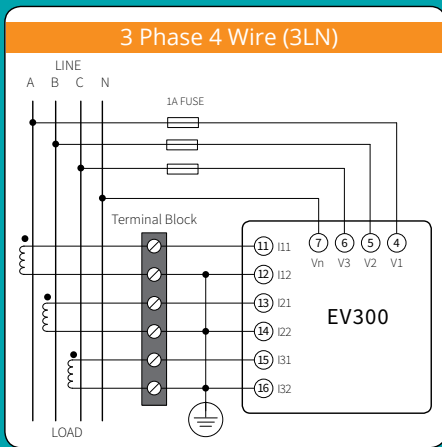 3 Phase 4 Wire (3LN)
LINE
A B C N
1A FUSE
Terminal Block
7 6 5 4
Vn V3 V2 V1
11 I11
12 I12
13 I21
EV300
14 I22
15 I31
16 I32
LOAD